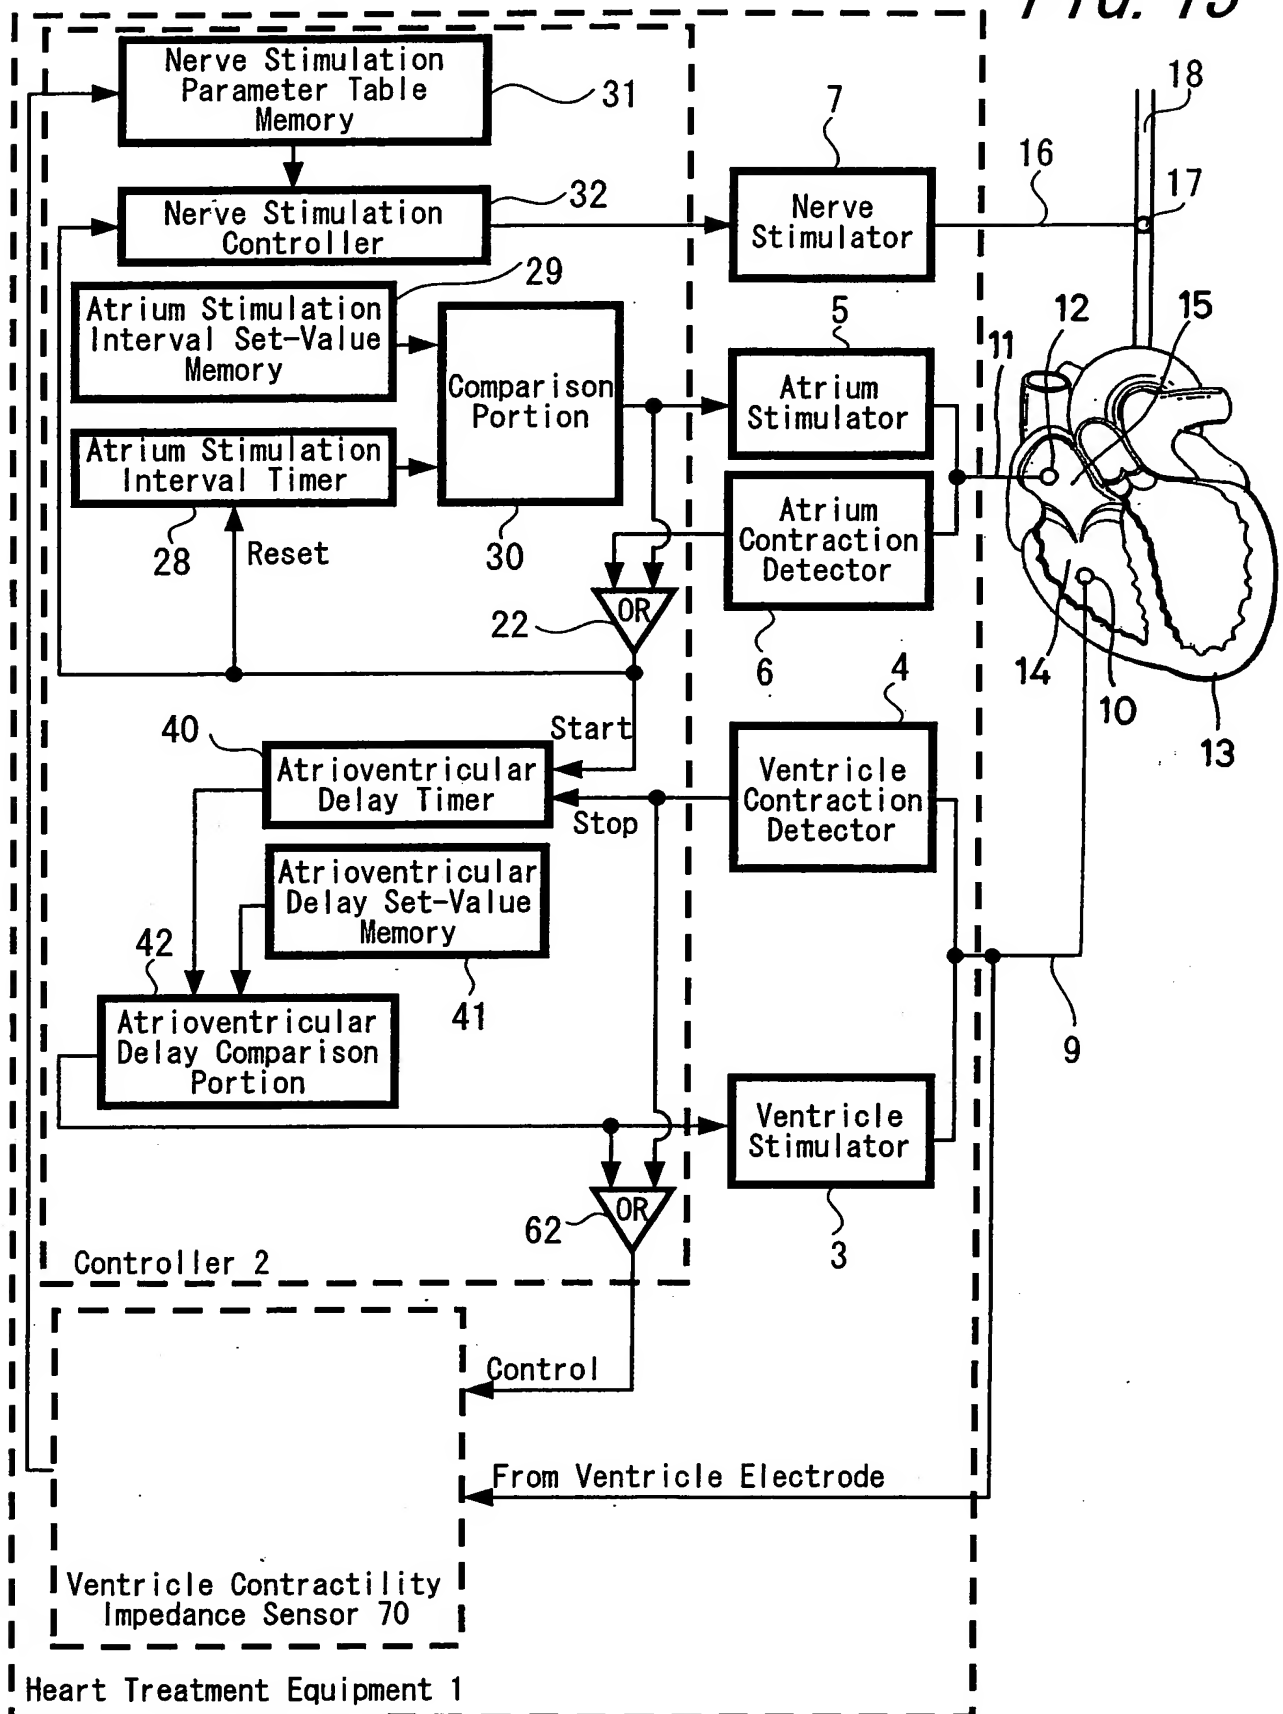 FIG. 15
Nerve Stimulation
Parameter Table
Memory
31
7
18
16
17
32
Nerve Stimulation
Controller
Nerve
Stimulator
29
Atrium Stimulation
Interval Set-Value
Memory
5
12
15
11
Comparison
Portion
Atrium
Stimulator
Atrium Stimulation
Interval Timer
28
Reset
30
Atrium
Contraction
Detector
OR
22
6
14
10
13
4
40
Start
Atrioventricular
Delay Timer
Stop
Ventricle
Contraction
Detector
Atrioventricular
Delay Set-Value
Memory
42
41
9
Atrioventricular
Delay Comparison
Portion
Ventricle
Stimulator
OR
62
3
Controller 2
Control
From Ventricle Electrode
Ventricle Contractility
Impedance Sensor 70
Heart Treatment Equipment 1